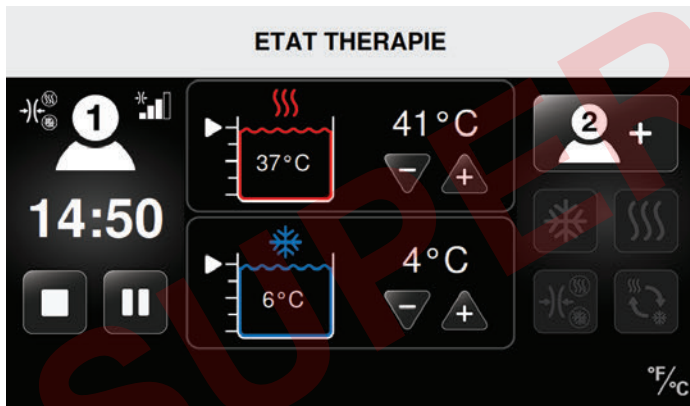 ETAT THERAPIE
1
14:50
41°C
37°C
- +
4°C
6°C
- +
2 +
°F/°C
SUPER